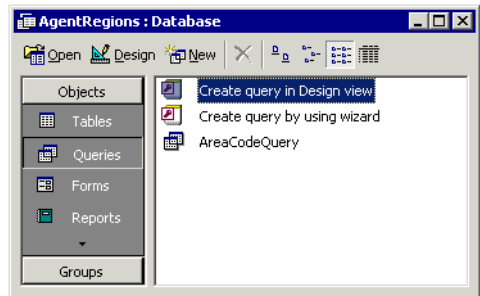 AgentRegions : Database
Open Design New
Objects
Tables
Queries
Forms
Reports
Groups
Create query in Design view
Create query by using wizard
AreaCodeQuery